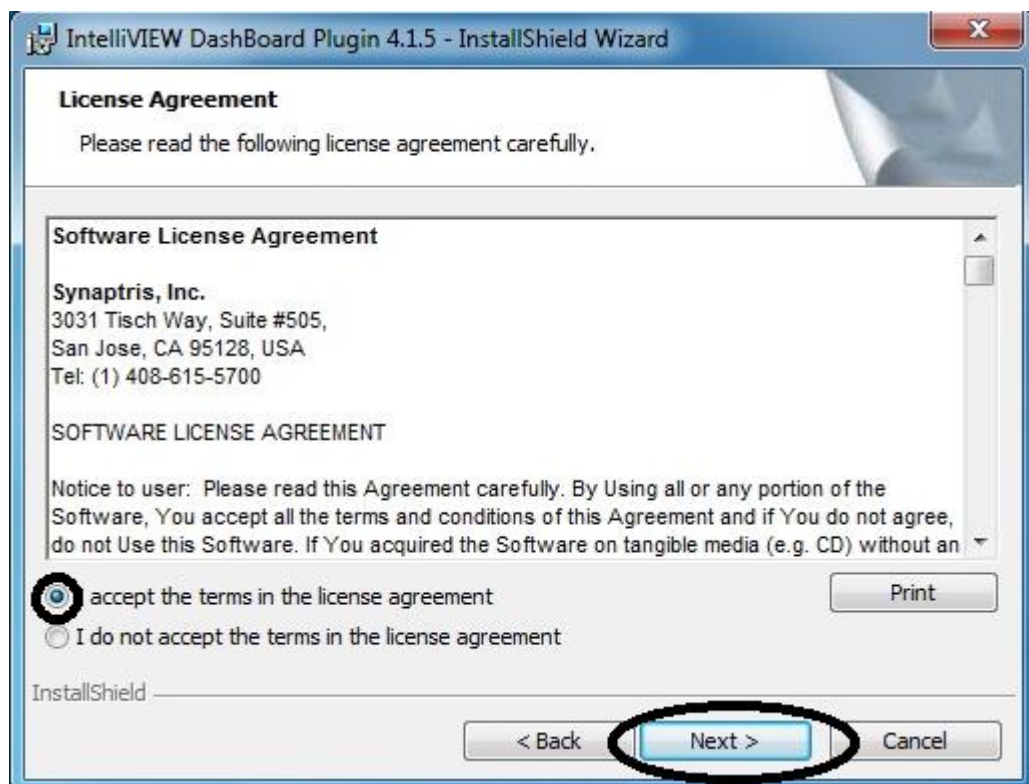 IntelliVIEW DashBoard Plugin 4.1.5 - InstallShield Wizard
License Agreement
Please read the following license agreement carefully.
Software License Agreement
Synaptris, Inc.
3031 Tisch Way, Suite #505,
San Jose, CA 95128, USA
Tel: (1) 408-615-5700
SOFTWARE LICENSE AGREEMENT
Notice to user: Please read this Agreement carefully. By Using all or any portion of the
Software, You accept all the terms and conditions of this Agreement and if You do not agree,
do not Use this Software. If You acquired the Software on tangible media (e.g. CD) without an
accept the terms in the license agreement
Print
I do not accept the terms in the license agreement
InstallShield
< Back
Next >
Cancel